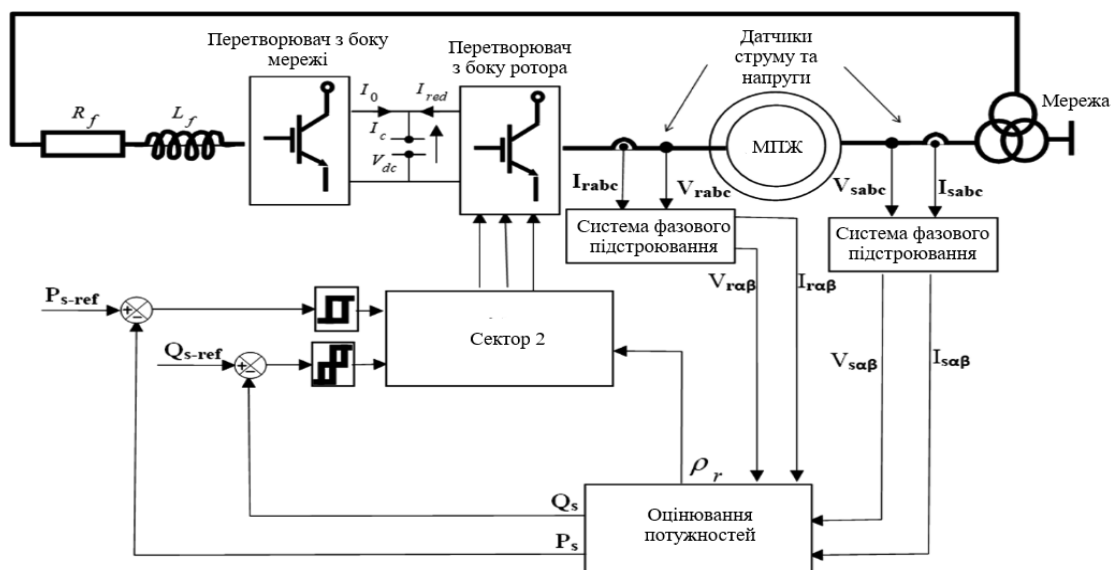 Перетворювач з боку
мережі
Перетворювач
з боку ротора
Датчики
струму та
напруги
Мережа
R_f
L_f
I_0
I_red
I_c
V_dc
МПЖ
I_rabc
V_rabc
V_sabc
I_sabc
Система фазового
підстроювання
Система фазового
підстроювання
V_rαβ
I_rαβ
V_sαβ
I_sαβ
P_s-ref
+
−
Q_s-ref
+
−
Сектор 2
ρ_r
Q_s
P_s
Оцінювання
потужностей